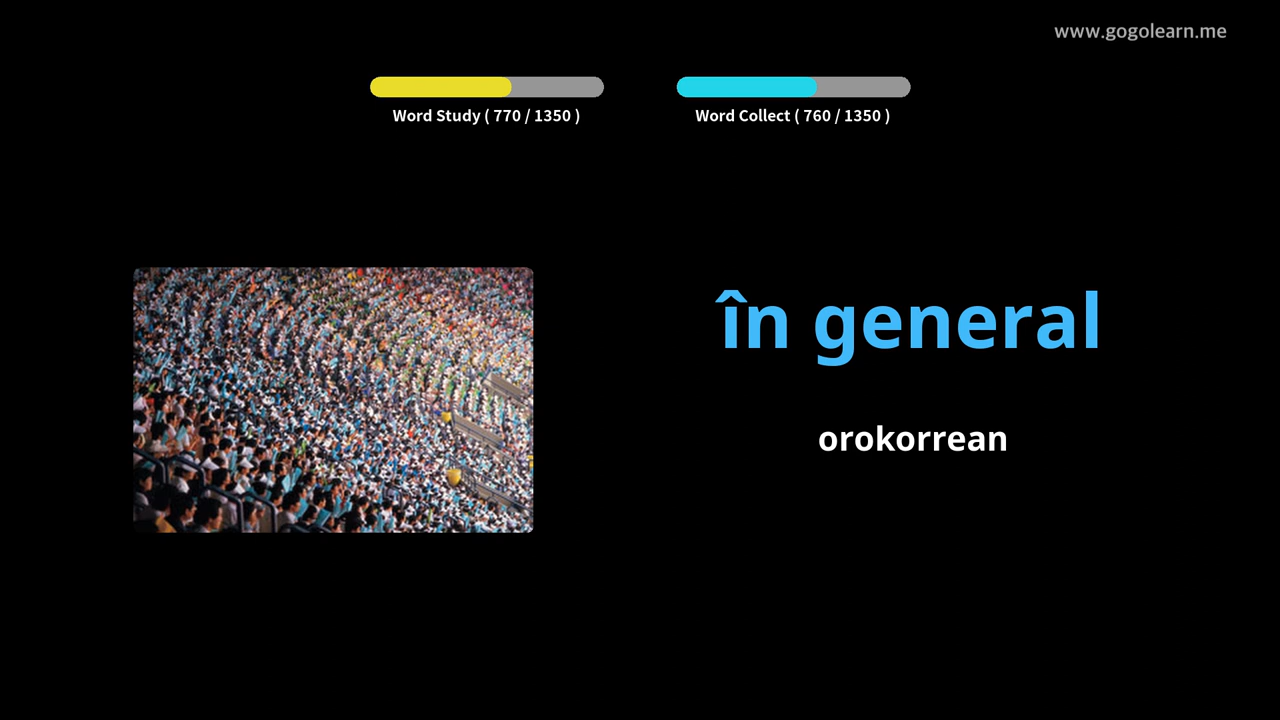 www.gogolearn.me
Word Study ( 770 / 1350 )
Word Collect ( 760 / 1350 )
în general
orokorrean